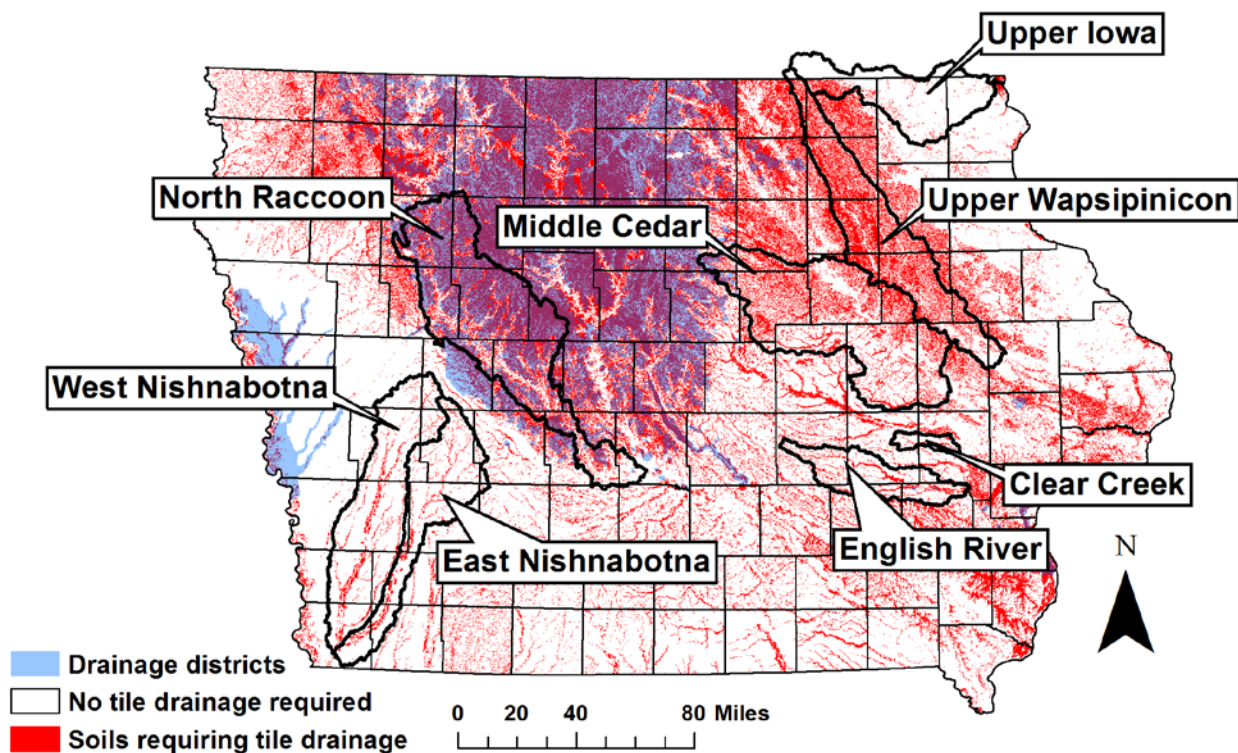 Upper Iowa
North Raccoon
Middle Cedar
Upper Wapsipinicon
West Nishnabotna
Clear Creek
East Nishnabotna
English River
N
Drainage districts
No tile drainage required
Soils requiring tile drainage
0 20 40 80 Miles